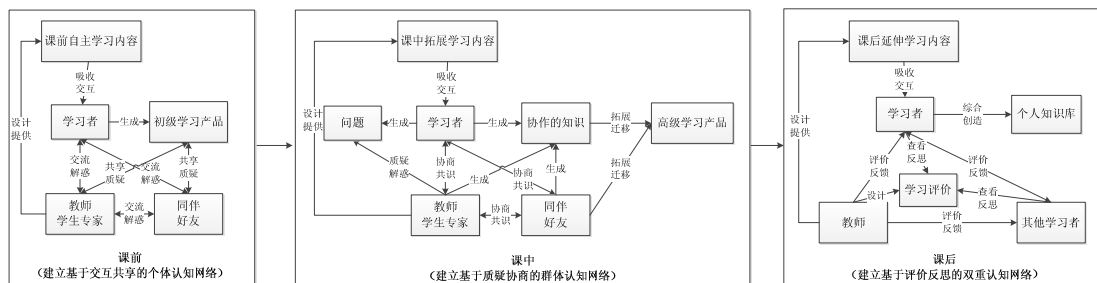 课前自主学习内容
吸收
交互
设计
提供
学习者
生成
初级学习产品
交流
解惑
共享
质疑
交流
解惑
共享
质疑
教师
学生专家
交流
解惑
同伴
好友
课前
（建立基于交互共享的个体认知网络）
课中拓展学习内容
吸收
交互
设计
提供
问题
生成
学习者
生成
协作的知识
拓展
迁移
高级学习产品
质疑
解惑
协商
共识
生成
协商
共识
生成
拓展
迁移
教师
学生专家
协商
共识
同伴
好友
课中
（建立基于质疑协商的群体认知网络）
课后延伸学习内容
吸收
交互
设计
提供
学习者
综合
创造
个人知识库
评价
反馈
查看
反思
评价
反馈
设计
学习评价
查看
反思
教师
评价
反馈
其他学习者
课后
（建立基于评价反思的双重认知网络）